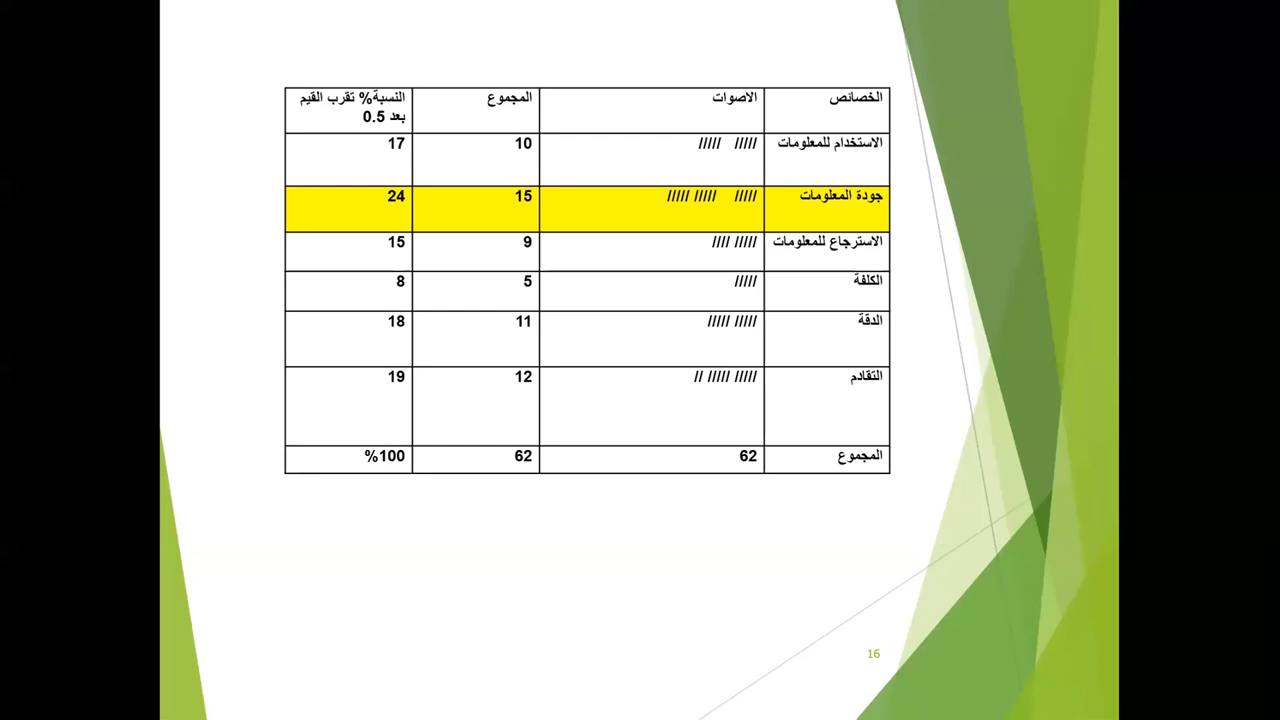 الخصائص الاصوات المجموع النسبة% تقرب القيم
بعد 0.5
الاستخدام للمعلومات ///// ///// 10 17
جودة المعلومات ///// ///// ///// 15 24
الاسترجاع للمعلومات ///// //// 9 15
الكلفة ///// 5 8
الدقة ///// ///// 11 18
التقادم ///// ///// // 12 19
المجموع 62 62 %100
16